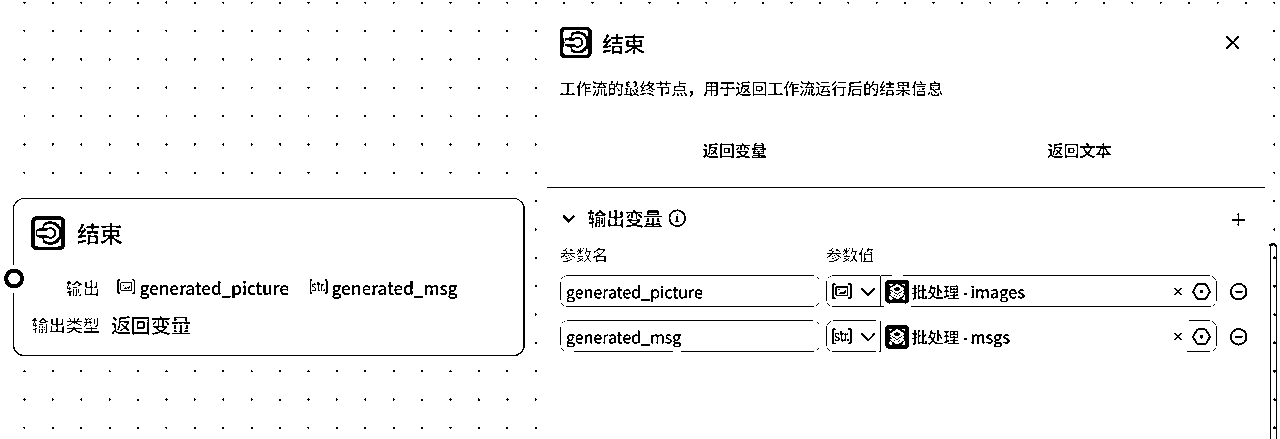 结束
输出 generated_picture [str] generated_msg
输出类型 返回变量
结束
工作流的最终节点，用于返回工作流运行后的结果信息
返回变量 返回文本
输出变量
参数名 参数值
generated_picture 批处理 - images
generated_msg [str] 批处理 - msgs